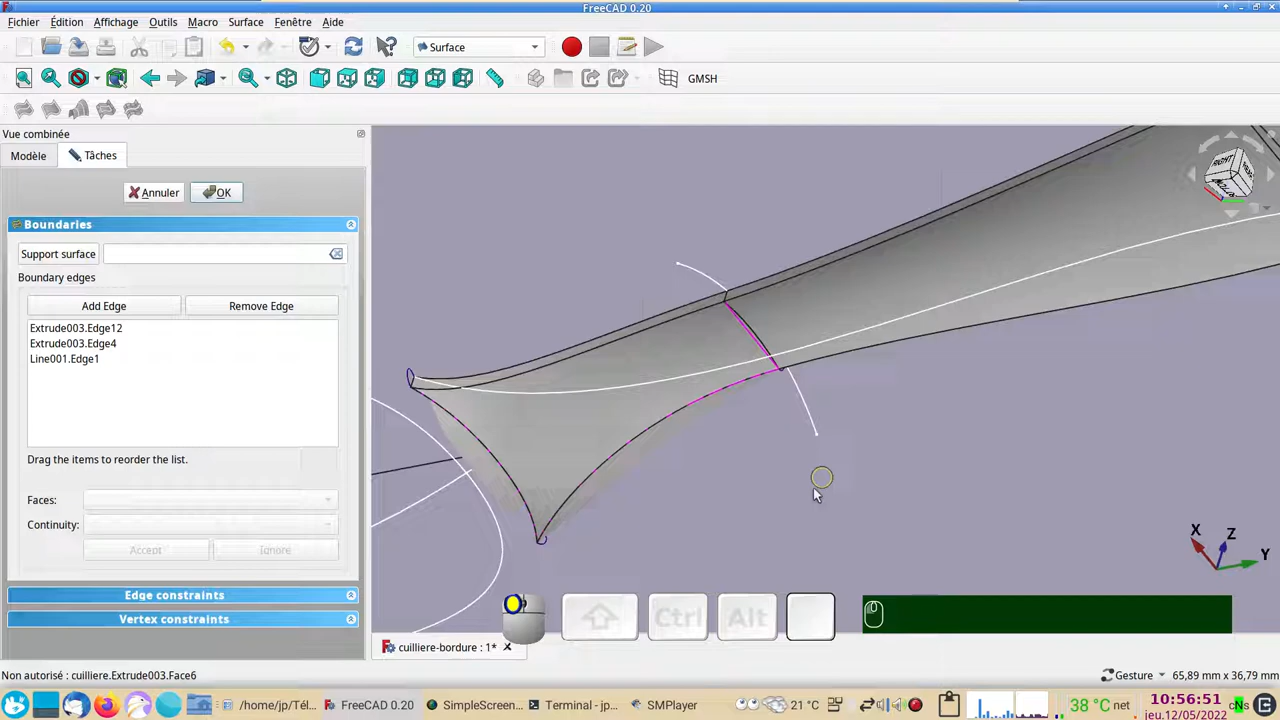 FreeCAD 0.20
Fichier Édition Affichage Outils Macro Surface Fenêtre Aide
Surface
GMSH
Vue combinée
Modèle Tâches
Annuler OK
Boundaries
Support surface
Boundary edges
Add Edge Remove Edge
Extrude003.Edge12
Extrude003.Edge4
Line001.Edge1
Drag the items to reorder the list.
Faces:
Continuity:
Accept Ignore
Edge constraints
Vertex constraints
RIGHT
X Z Y
Ctrl Alt
cuilliere-bordure : 1*
Non autorisé : cuilliere.Extrude003.Face6
Gesture 65,89 mm x 36,79 mm
/home/jp/Tél... FreeCAD 0.20 SimpleScreen... Terminal - jp... SMPlayer 21 °C 38 °C net 10:56:51
jeu.12/05/2022